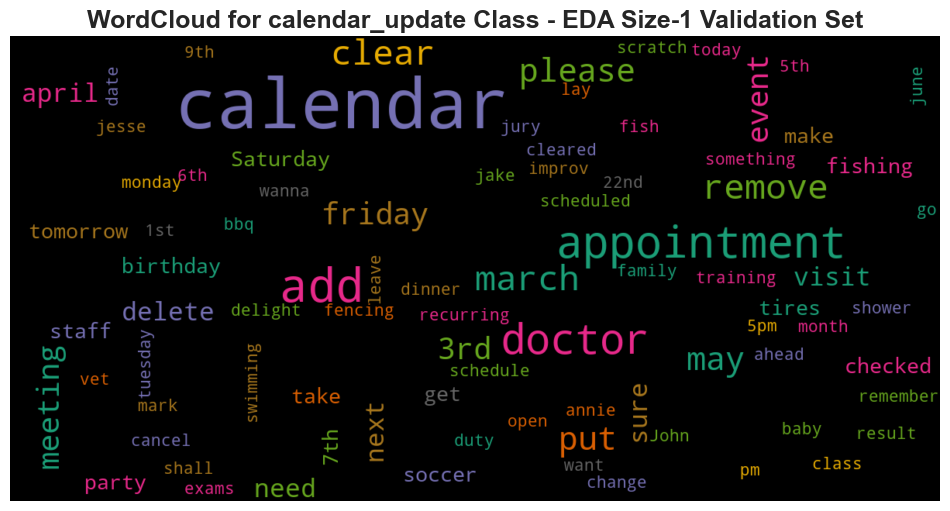 WordCloud for calendar_update Class - EDA Size-1 Validation Set
9th
clear
scratch
today
april
date
calendar
please
lay
event
5th
june
jesse
jury
fish
make
Saturday
cleared
improv
something
fishing
monday
6th
wanna
jake
22nd
scheduled
remove
go
tomorrow
1st
bbq
friday
appointment
birthday
add
leave
dinner
march
family
training
visit
delete
delight
fencing
recurring
tires
shower
staff
tuesday
3rd
doctor
5pm
month
schedule
may
ahead
checked
meeting
vet
mark
swimming
take
next
get
open
annie
sure
remember
cancel
7th
duty
put
John
baby
result
shall
soccer
want
change
pm
class
party
exams
need